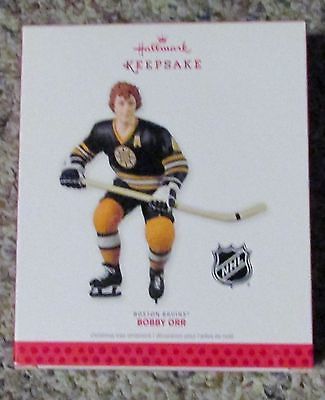 Hallmark
KEEPSAKE
B
A
NHL
BOSTON BRUINS®
BOBBY ORR